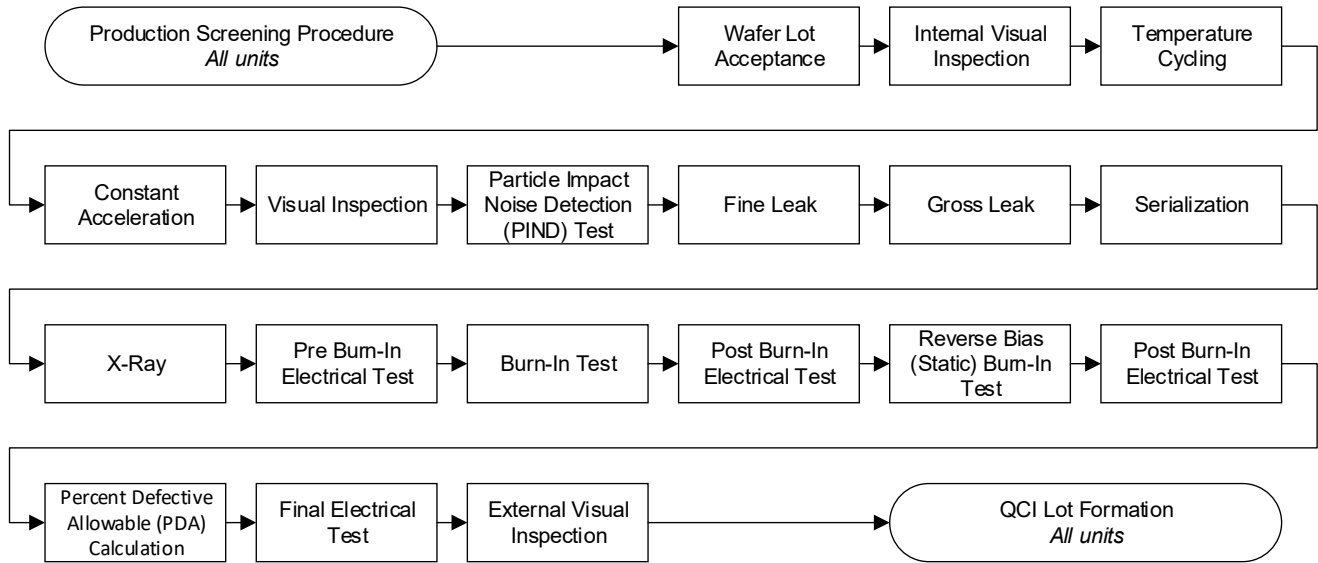 Production Screening Procedure
All units
Wafer Lot
Acceptance
Internal Visual
Inspection
Temperature
Cycling
Constant
Acceleration
Visual Inspection
Particle Impact
Noise Detection
(PIND) Test
Fine Leak
Gross Leak
Serialization
X-Ray
Pre Burn-In
Electrical Test
Burn-In Test
Post Burn-In
Electrical Test
Reverse Bias
(Static) Burn-In
Test
Post Burn-In
Electrical Test
Percent Defective
Allowable (PDA)
Calculation
Final Electrical
Test
External Visual
Inspection
QCI Lot Formation
All units